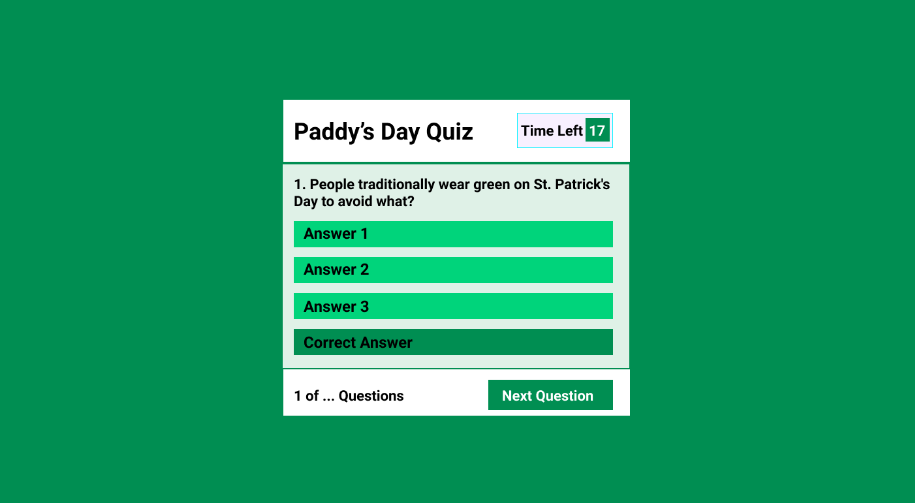 Paddy’s Day Quiz
Time Left 17
1. People traditionally wear green on St. Patrick's
Day to avoid what?
Answer 1
Answer 2
Answer 3
Correct Answer
1 of ... Questions
Next Question